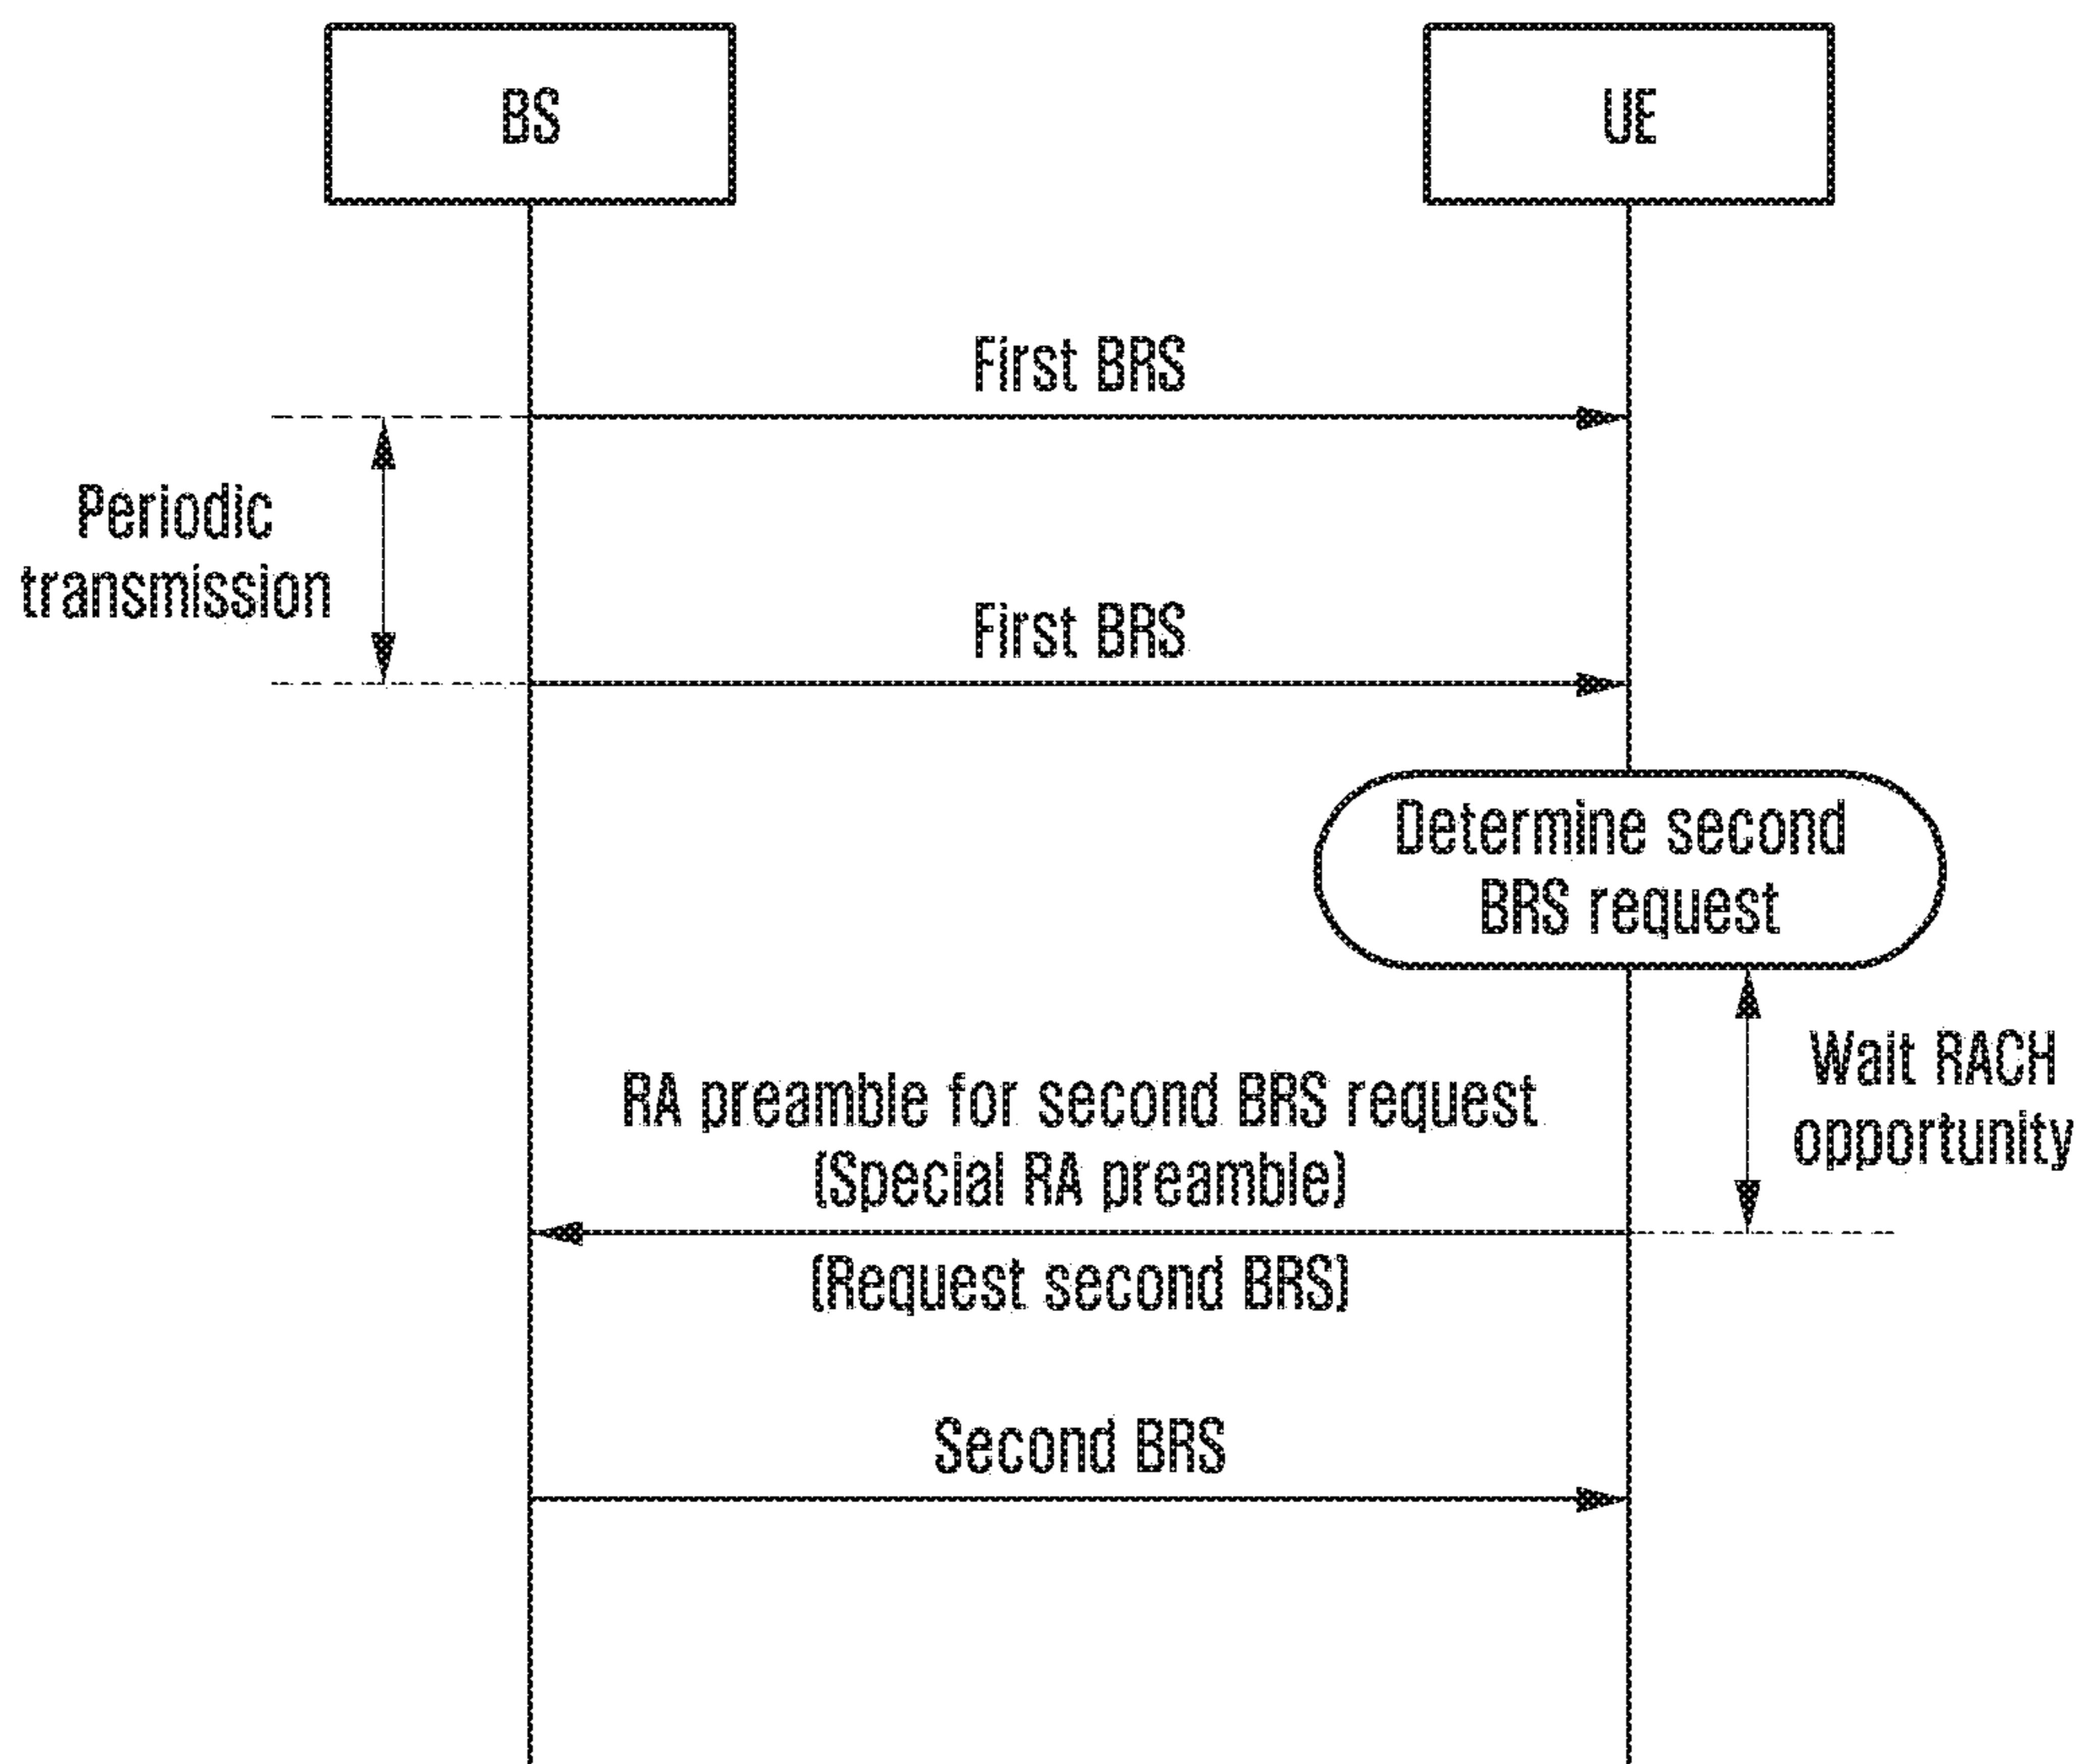 BS
UE
First BRS
Periodic
transmission
First BRS
Determine second
BRS request
Wait RACH
opportunity
RA preamble for second BRS request
(Special RA preamble)
(Request second BRS)
Second BRS